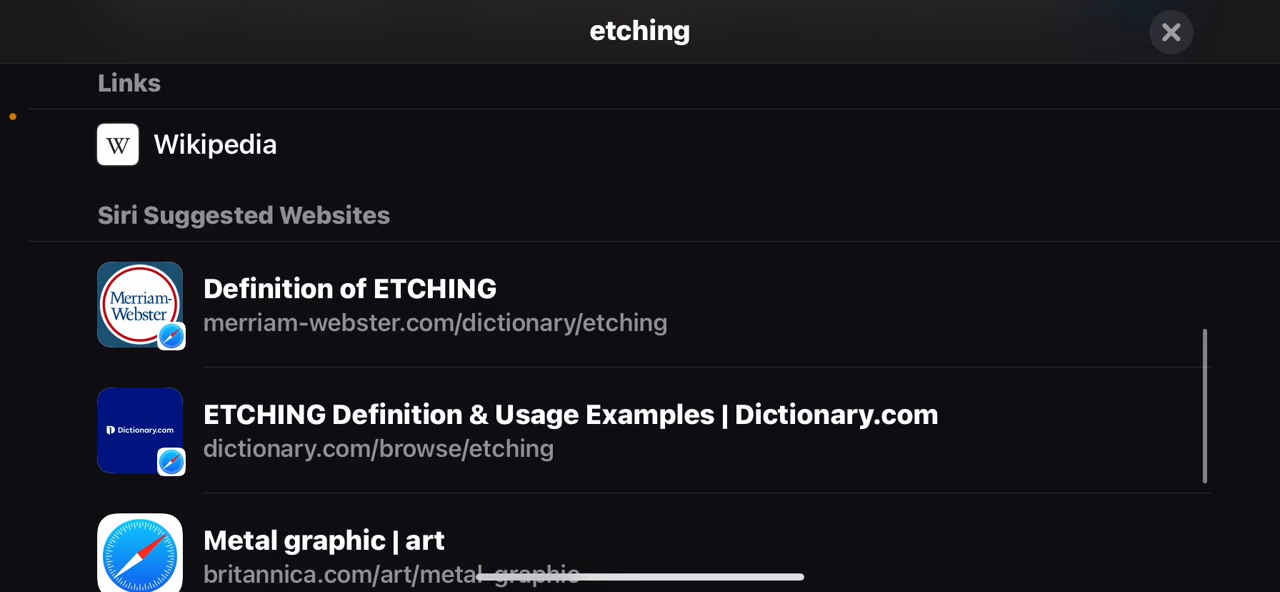 etching
Links
W
Wikipedia
Siri Suggested Websites
Merriam-
Webster
Definition of ETCHING
merriam-webster.com/dictionary/etching
Dictionary.com
ETCHING Definition & Usage Examples | Dictionary.com
dictionary.com/browse/etching
Metal graphic | art
britannica.com/art/metal-graphic